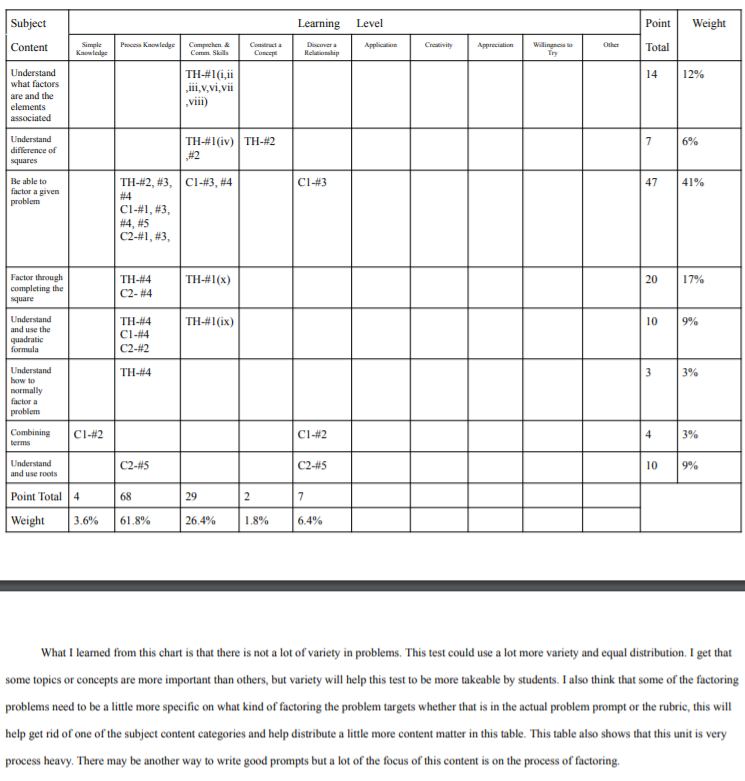 Subject Learning Level Point Weight
Content Simple Knowledge Process Knowledge Comprehen. & Comm. Skills Construct a Concept Discover a Relationship Application Creativity Appreciation Willingness to Try Other Total
Understand what factors are and the elements associated TH-#1(i,ii ,iii,v,vi,vii ,viii) 14 12%
Understand difference of squares TH-#1(iv) ,#2 TH-#2 7 6%
Be able to factor a given problem TH-#2, #3, #4 C1-#1, #3, #4, #5 C2-#1, #3, C1-#3, #4 C1-#3 47 41%
Factor through completing the square TH-#4 C2- #4 TH-#1(x) 20 17%
Understand and use the quadratic formula TH-#4 C1-#4 C2-#2 TH-#1(ix) 10 9%
Understand how to normally factor a problem TH-#4 3 3%
Combining terms C1-#2 C1-#2 4 3%
Understand and use roots C2-#5 C2-#5 10 9%
Point Total 4 68 29 2 7
Weight 3.6% 61.8% 26.4% 1.8% 6.4%
What I learned from this chart is that there is not a lot of variety in problems. This test could use a lot more variety and equal distribution. I get that
some topics or concepts are more important than others, but variety will help this test to be more takeable by students. I also think that some of the factoring
problems need to be a little more specific on what kind of factoring the problem targets whether that is in the actual problem prompt or the rubric, this will
help get rid of one of the subject content categories and help distribute a little more content matter in this table. This table also shows that this unit is very
process heavy. There may be another way to write good prompts but a lot of the focus of this content is on the process of factoring.